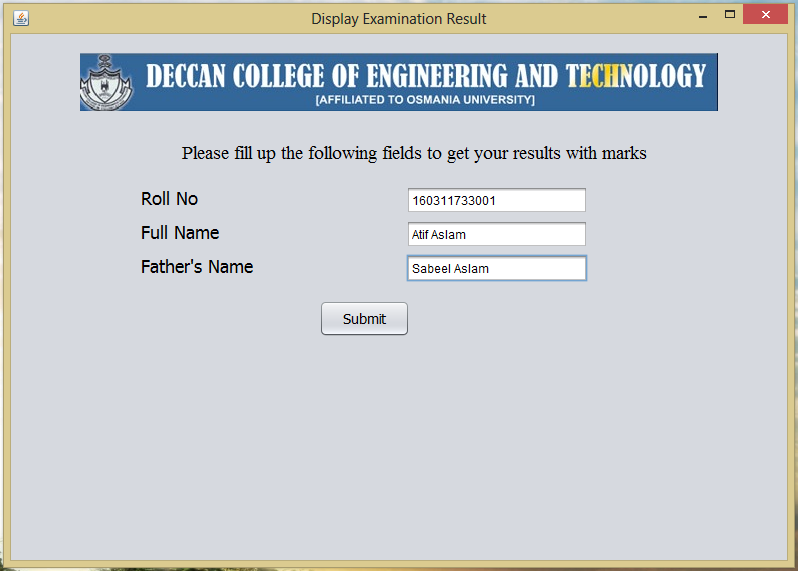 Display Examination Result
DECCAN COLLEGE OF ENGINEERING AND TECHNOLOGY
[AFFILIATED TO OSMANIA UNIVERSITY]
Please fill up the following fields to get your results with marks
Roll No 160311733001
Full Name Atif Aslam
Father's Name Sabeel Aslam
Submit